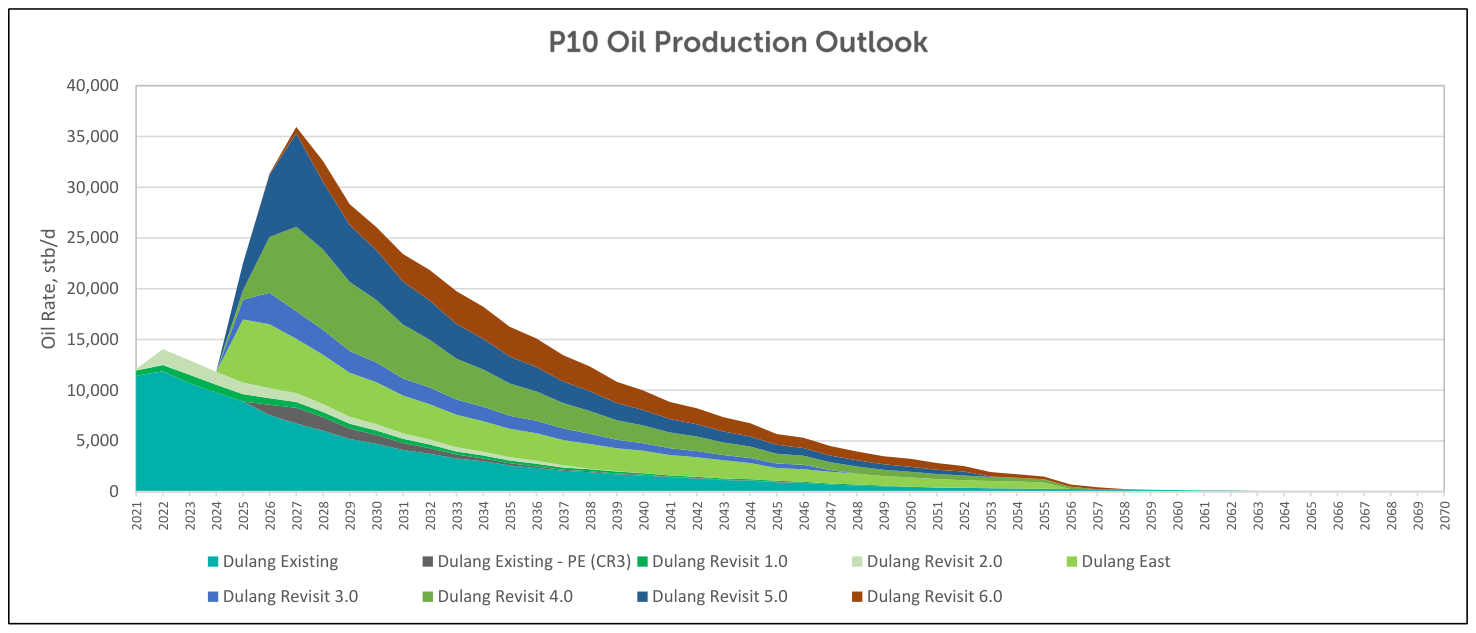 P10 Oil Production Outlook
40,000
35,000
30,000
25,000
20,000
15,000
10,000
5,000
0
Oil Rate, stb/d
2021 2022 2023 2024 2025 2026 2027 2028 2029 2030 2031 2032 2033 2034 2035 2036 2037 2038 2039 2040 2041 2042 2043 2044 2045 2046 2047 2048 2049 2050 2051 2052 2053 2054 2055 2056 2057 2058 2059 2060 2061 2062 2063 2064 2065 2066 2067 2068 2069 2070
Dulang Existing Dulang Existing - PE (CR3) Dulang Revisit 1.0 Dulang Revisit 2.0 Dulang East
Dulang Revisit 3.0 Dulang Revisit 4.0 Dulang Revisit 5.0 Dulang Revisit 6.0